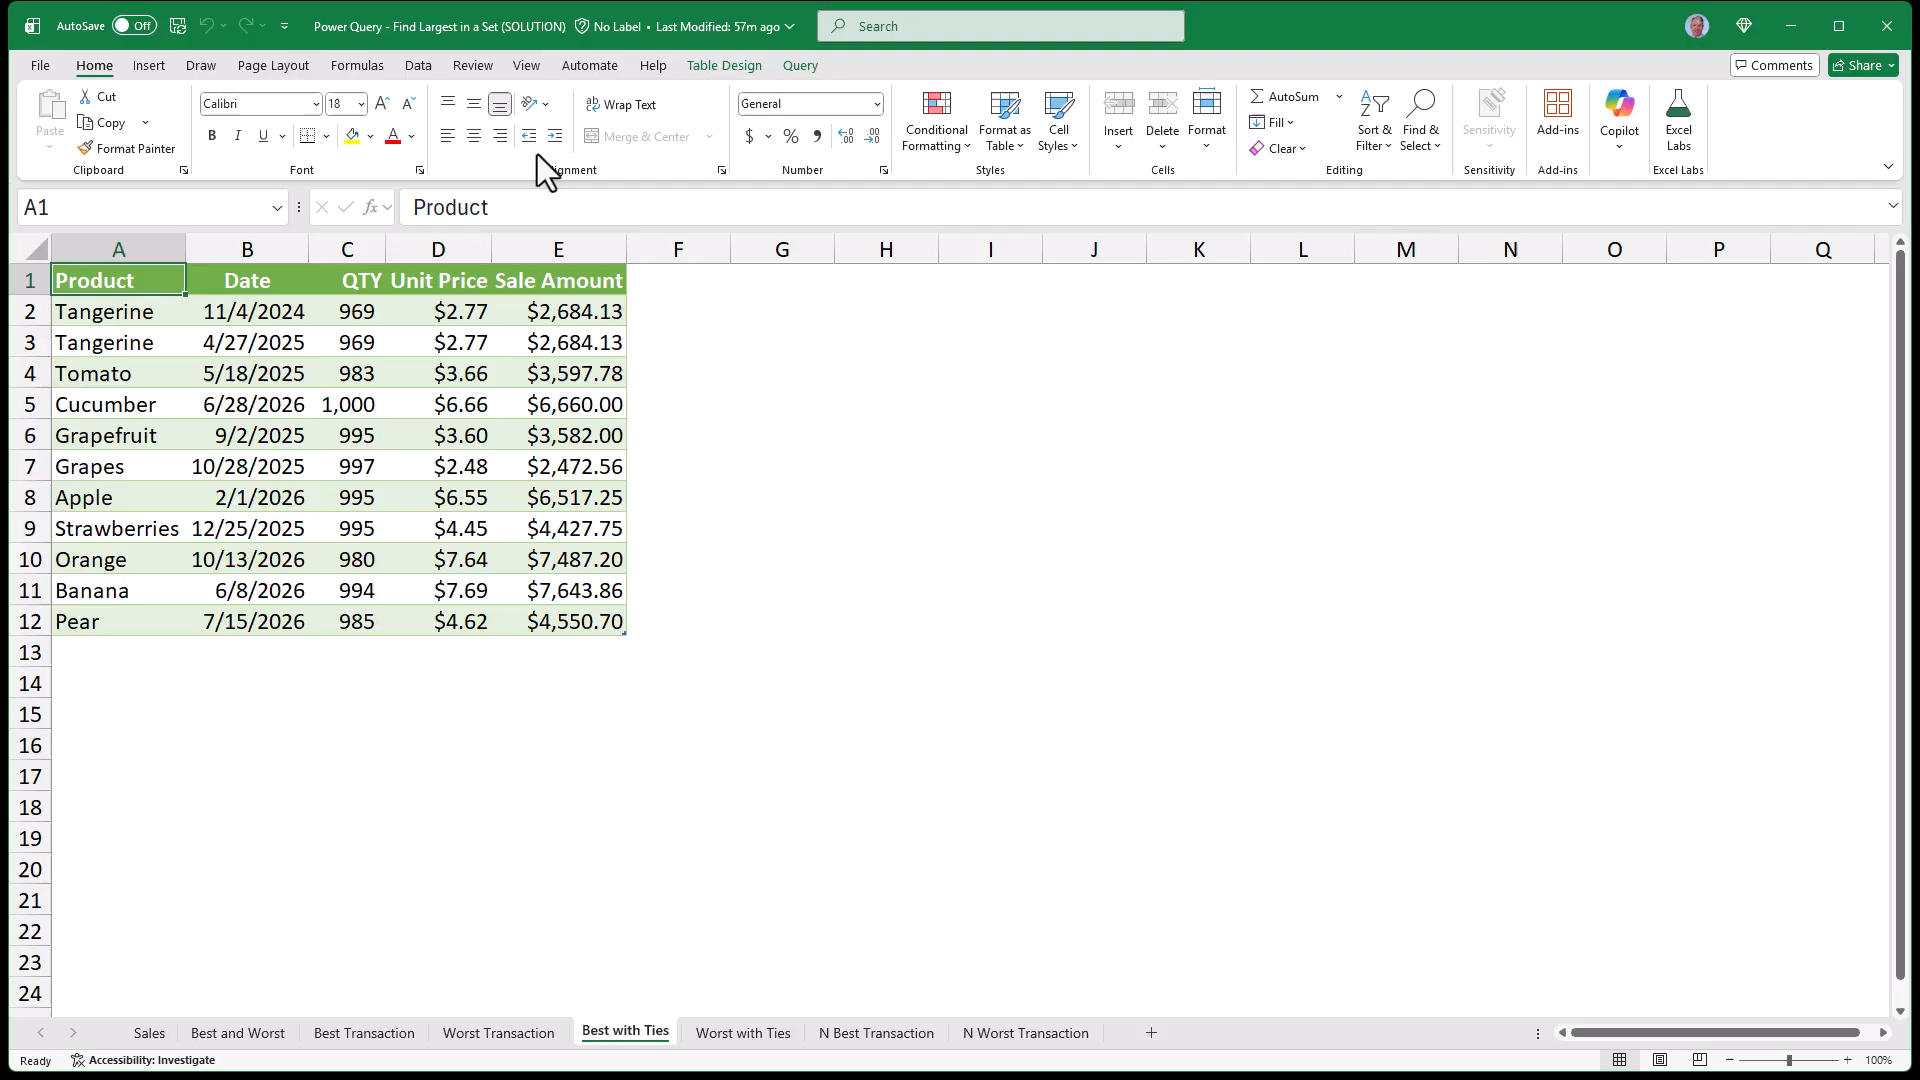 AutoSave Off Power Query - Find Largest in a Set (SOLUTION) No Label • Last Modified: 57m ago Search
File Home Insert Draw Page Layout Formulas Data Review View Automate Help Table Design Query Comments Share
Paste Cut Copy Format Painter Clipboard
Calibri 18 B I U A Font
ab Wrap Text Merge & Center
General $ % Number
Conditional Formatting Format as Table Cell Styles Styles
Insert Delete Format Cells
AutoSum Fill Clear Sort & Filter Find & Select Editing
Sensitivity Sensitivity
Add-ins Add-ins
Copilot
Excel Labs Excel Labs
A1 fx Product
A B C D E F G H I J K L M N O P Q
1 Product Date QTY Unit Price Sale Amount
2 Tangerine 11/4/2024 969 $2.77 $2,684.13
3 Tangerine 4/27/2025 969 $2.77 $2,684.13
4 Tomato 5/18/2025 983 $3.66 $3,597.78
5 Cucumber 6/28/2026 1,000 $6.66 $6,660.00
6 Grapefruit 9/2/2025 995 $3.60 $3,582.00
7 Grapes 10/28/2025 997 $2.48 $2,472.56
8 Apple 2/1/2026 995 $6.55 $6,517.25
9 Strawberries 12/25/2025 995 $4.45 $4,427.75
10 Orange 10/13/2026 980 $7.64 $7,487.20
11 Banana 6/8/2026 994 $7.69 $7,643.86
12 Pear 7/15/2026 985 $4.62 $4,550.70
13
14
15
16
17
18
19
20
21
22
23
24
Sales Best and Worst Best Transaction Worst Transaction Best with Ties Worst with Ties N Best Transaction N Worst Transaction
Ready Accessibility: Investigate 100%